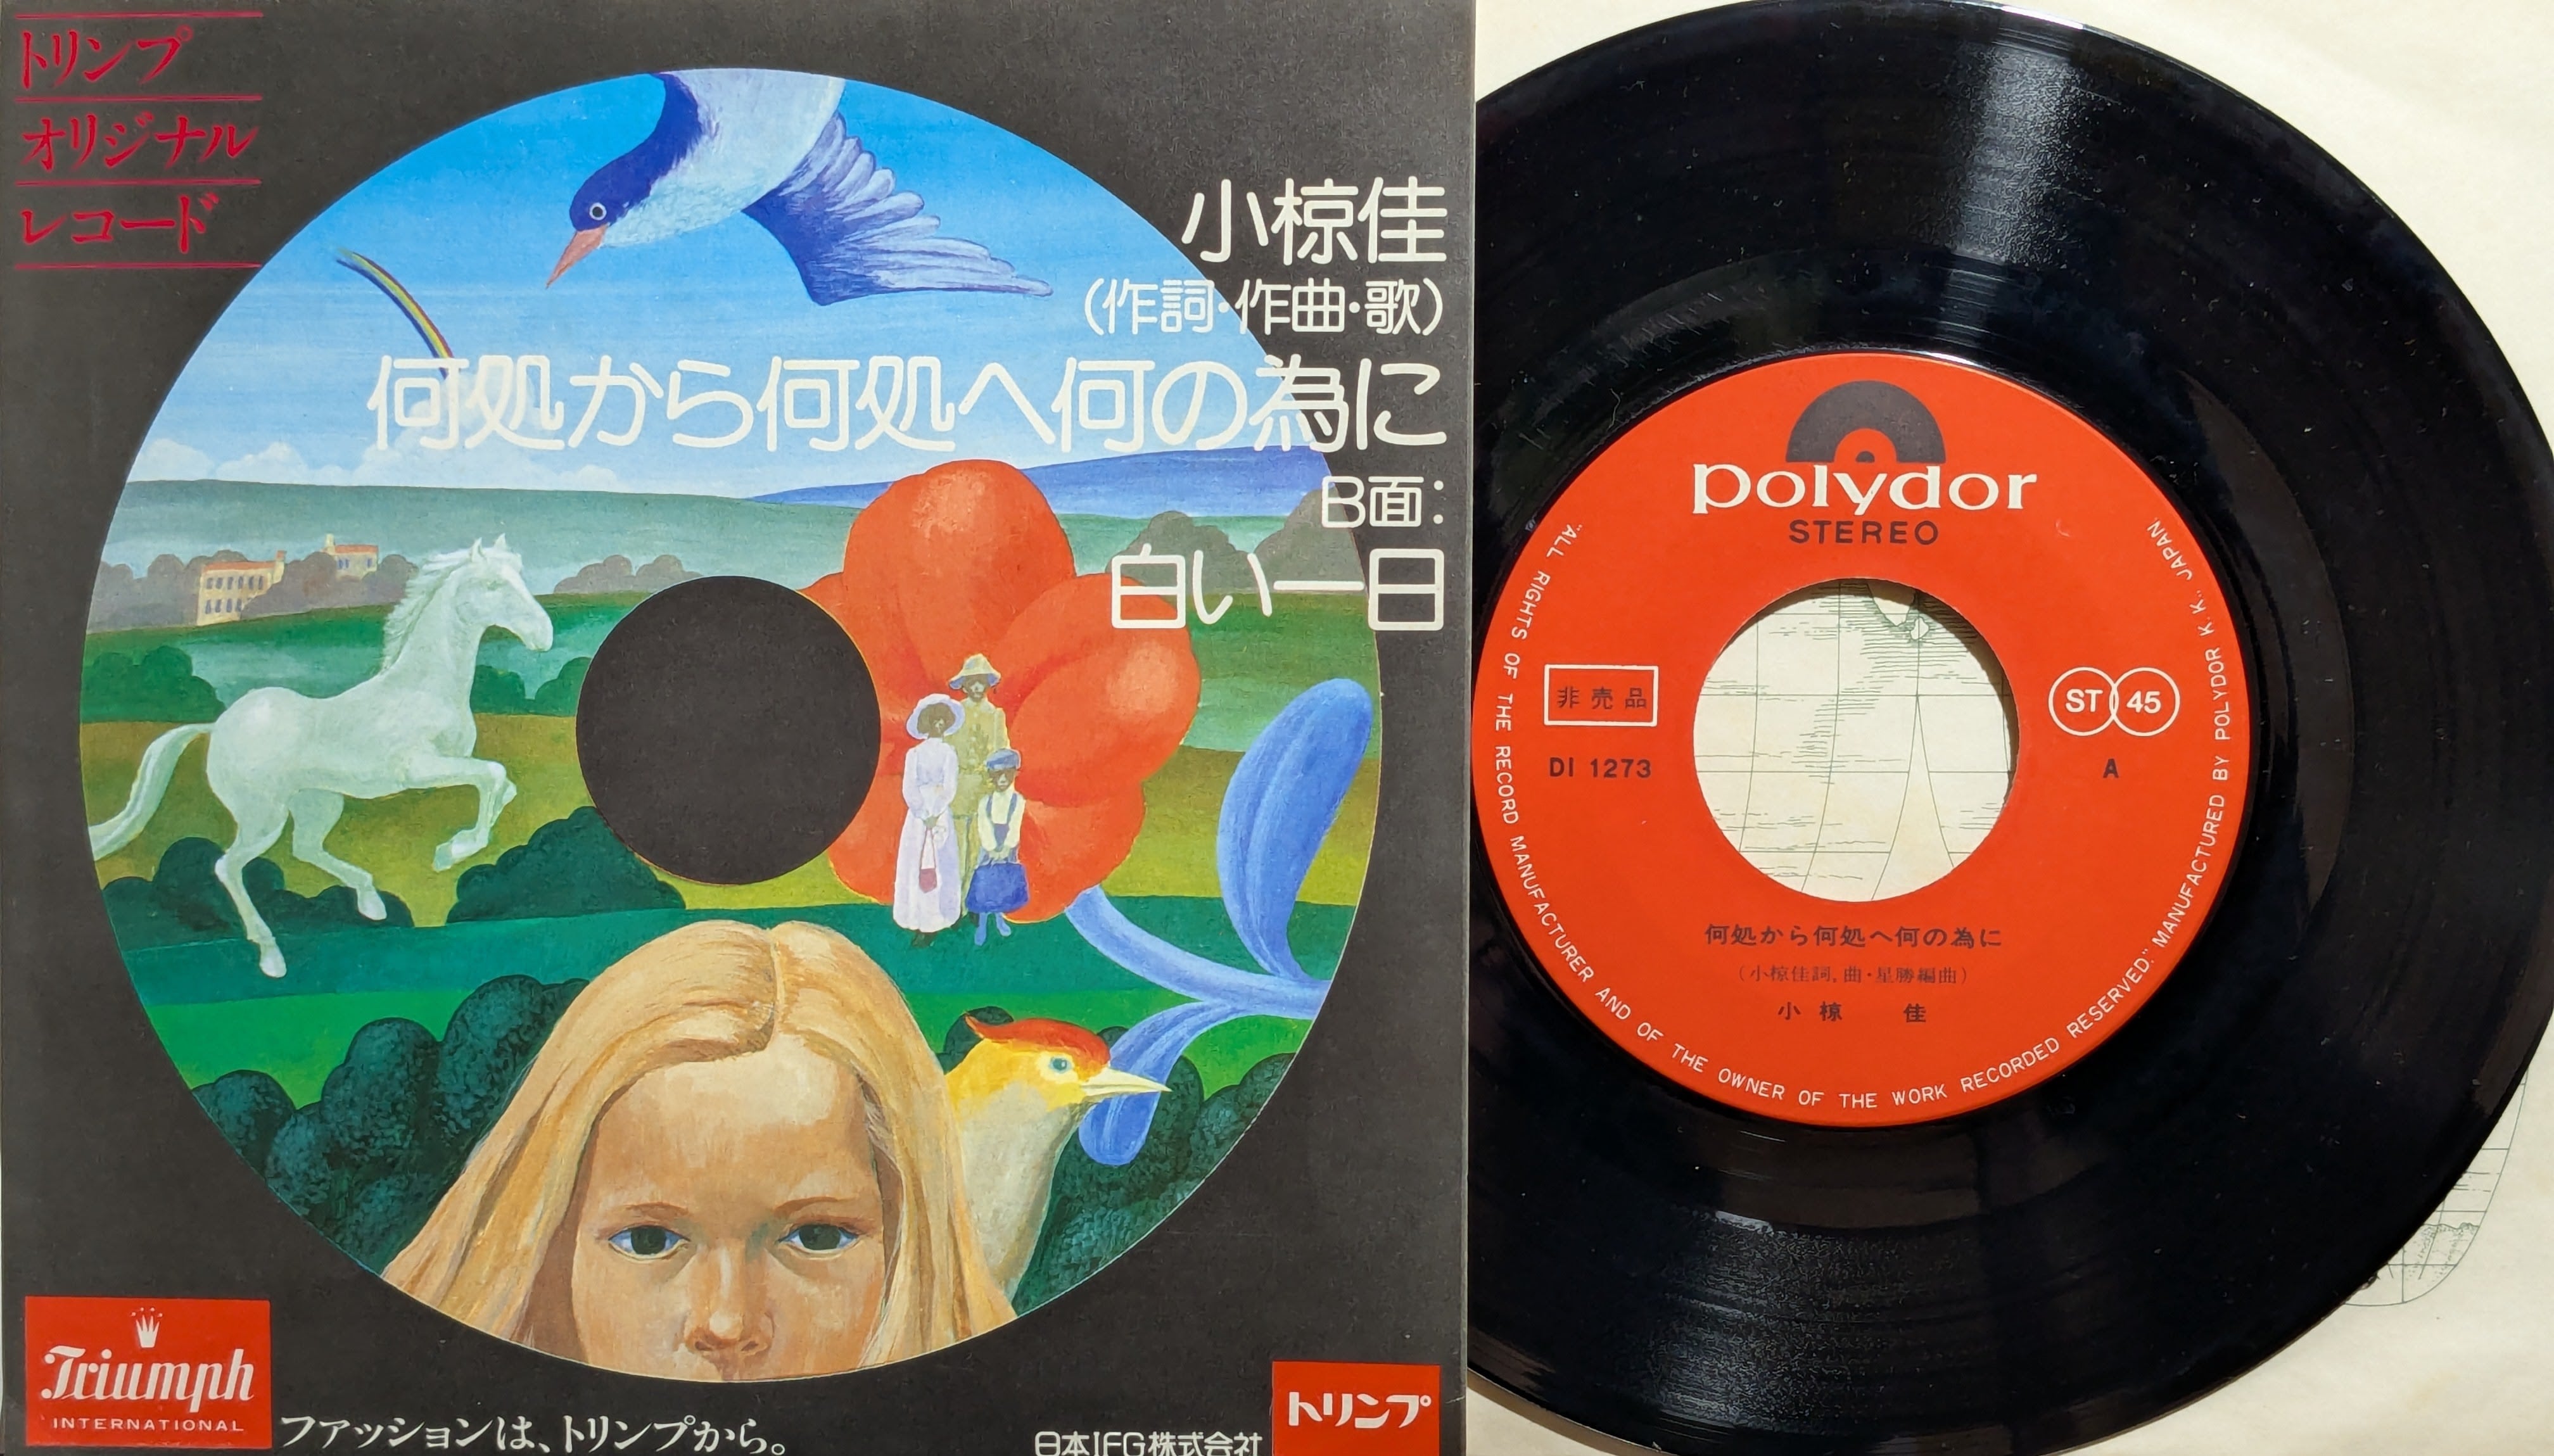 トリンプ
オリジナル
レコード
小椋佳
(作詞・作曲・歌)
何処から何処へ何の為に
B面:
白い一日
Triumph
INTERNATIONAL
ファッションは、トリンプから。
日本IFG株式会社
トリンプ
polydor
STEREO
非売品
DI 1273
ST 45
A
何処から何処へ何の為に
(小椋佳詞、曲・星勝編曲)
小椋 佳
"ALL RIGHTS OF THE RECORD MANUFACTURER AND OF THE OWNER OF THE WORK RECORDED RESERVED." MANUFACTURED BY POLYDOR K.K., JAPAN